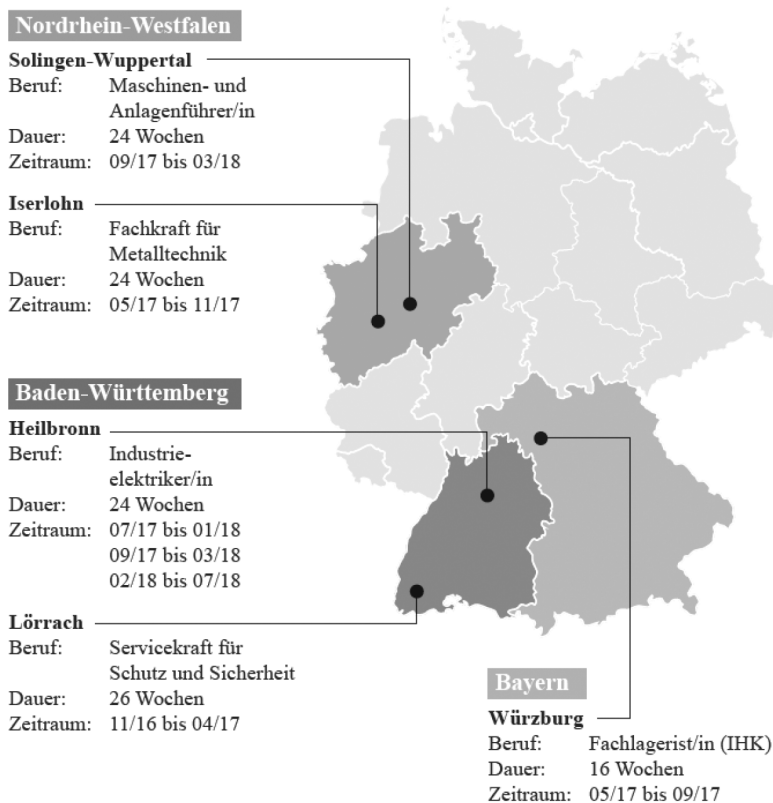 Nordrhein-Westfalen
Solingen-Wuppertal
Beruf: Maschinen- und
Anlagenführer/in
Dauer: 24 Wochen
Zeitraum: 09/17 bis 03/18
Iserlohn
Beruf: Fachkraft für
Metalltechnik
Dauer: 24 Wochen
Zeitraum: 05/17 bis 11/17
Baden-Württemberg
Heilbronn
Beruf: Industrie-
elektriker/in
Dauer: 24 Wochen
Zeitraum: 07/17 bis 01/18
09/17 bis 03/18
02/18 bis 07/18
Lörrach
Beruf: Servicekraft für
Schutz und Sicherheit
Dauer: 26 Wochen
Zeitraum: 11/16 bis 04/17
Bayern
Würzburg
Beruf: Fachlagerist/in (IHK)
Dauer: 16 Wochen
Zeitraum: 05/17 bis 09/17